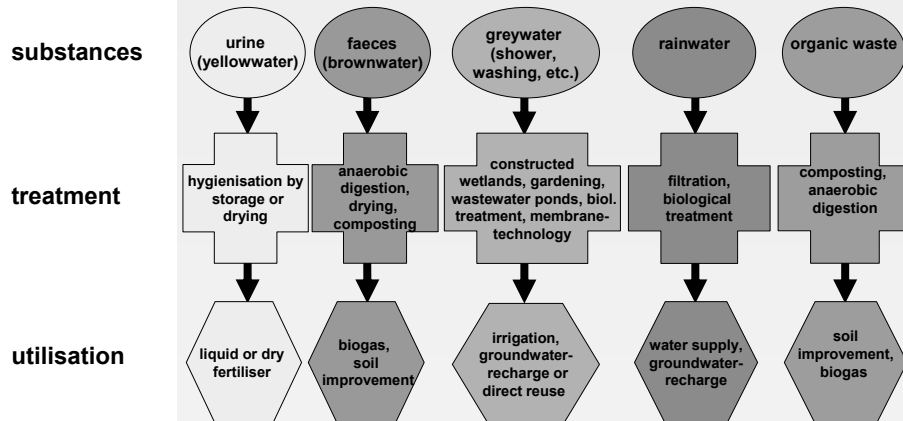 substances
urine
(yellowwater)
faeces
(brownwater)
greywater
(shower,
washing, etc.)
rainwater
organic waste
treatment
hygienisation by
storage or
drying
anaerobic
digestion,
drying,
composting
constructed
wetlands, gardening,
wastewater ponds, biol.
treatment, membrane-
technology
filtration,
biological
treatment
composting,
anaerobic
digestion
utilisation
liquid or dry
fertiliser
biogas,
soil
improvement
irrigation,
groundwater-
recharge or
direct reuse
water supply,
groundwater-
recharge
soil
improvement,
biogas